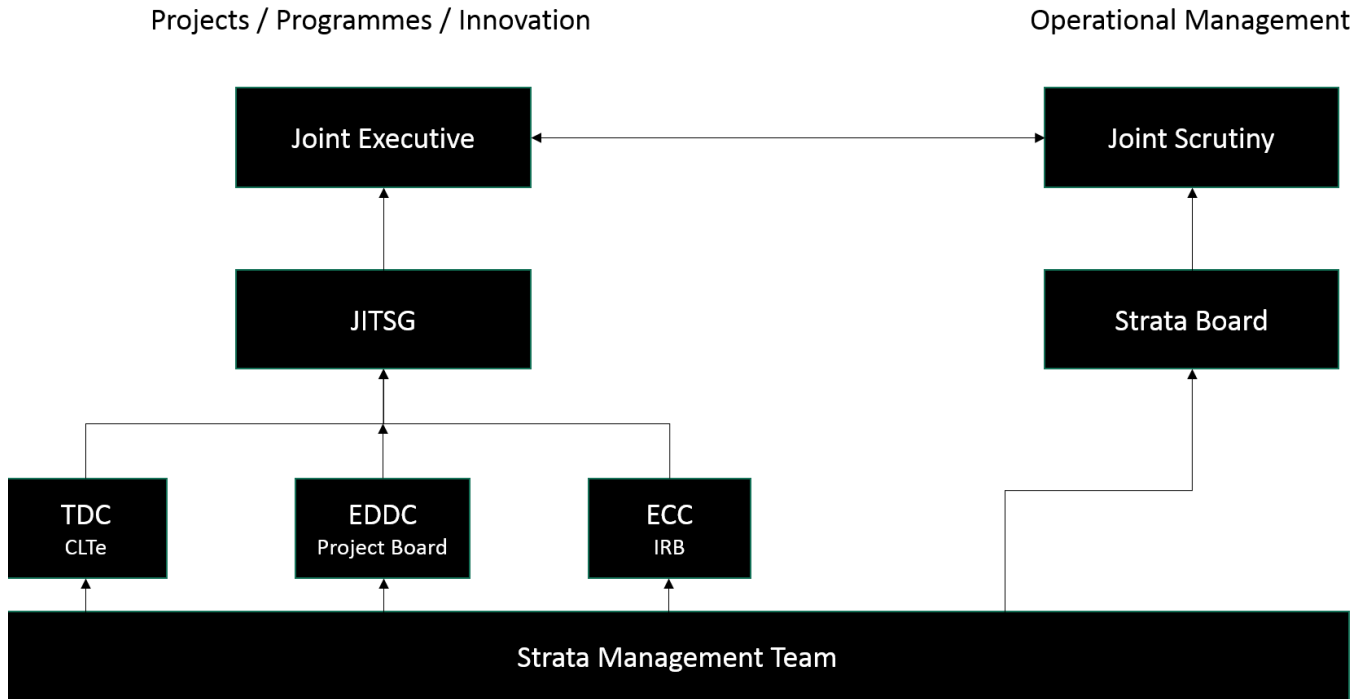 Projects / Programmes / Innovation
Operational Management
Joint Executive
Joint Scrutiny
JITSG
Strata Board
TDC
CLTe
EDDC
Project Board
ECC
IRB
Strata Management Team